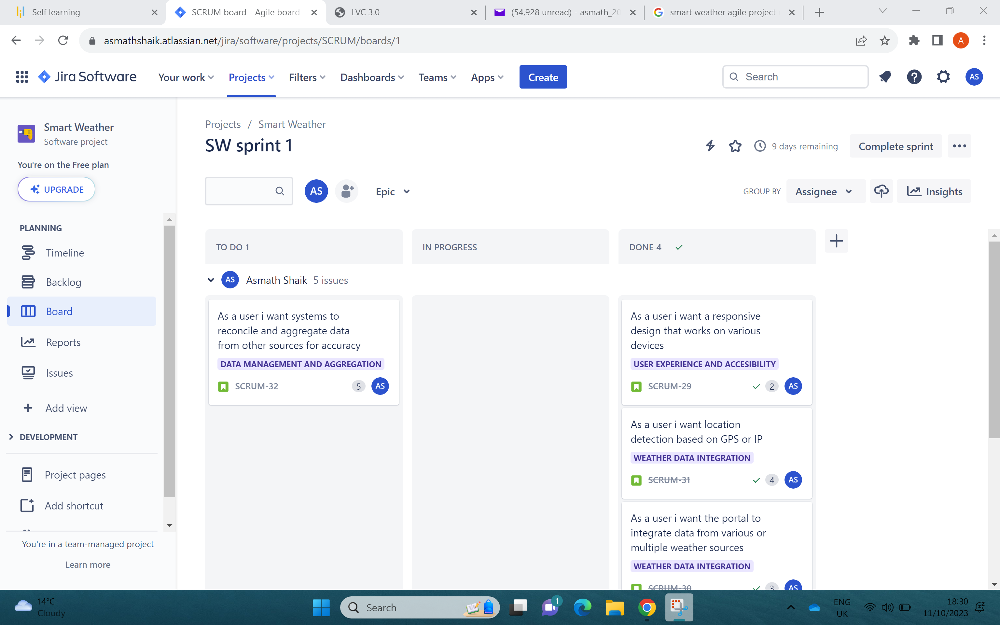 Self learning
SCRUM board - Agile board
LVC 3.0
(54,928 unread) - asmath_20
smart weather agile project
A
asmathshaik.atlassian.net/jira/software/projects/SCRUM/boards/1
Jira Software
Your work
Projects
Filters
Dashboards
Teams
Apps
Create
Search
AS
Smart Weather
Software project
You're on the Free plan
UPGRADE
PLANNING
Timeline
Backlog
Board
Reports
Issues
Add view
DEVELOPMENT
Project pages
Add shortcut
You're in a team-managed project
Learn more
Projects / Smart Weather
SW sprint 1
9 days remaining
Complete sprint
AS
Epic
GROUP BY
Assignee
Insights
TO DO 1
IN PROGRESS
DONE 4
AS Asmath Shaik 5 issues
As a user i want systems to
reconcile and aggregate data
from other sources for accuracy
DATA MANAGEMENT AND AGGREGATION
SCRUM-32 5 AS
As a user i want a responsive
design that works on various
devices
USER EXPERIENCE AND ACCESIBILITY
SCRUM-29 2 AS
As a user i want location
detection based on GPS or IP
WEATHER DATA INTEGRATION
SCRUM-31 4 AS
As a user i want the portal to
integrate data from various or
multiple weather sources
WEATHER DATA INTEGRATION
SCRUM-30 3 AS
14°C
Cloudy
Search
1
ENG
UK
18:30
11/10/2023